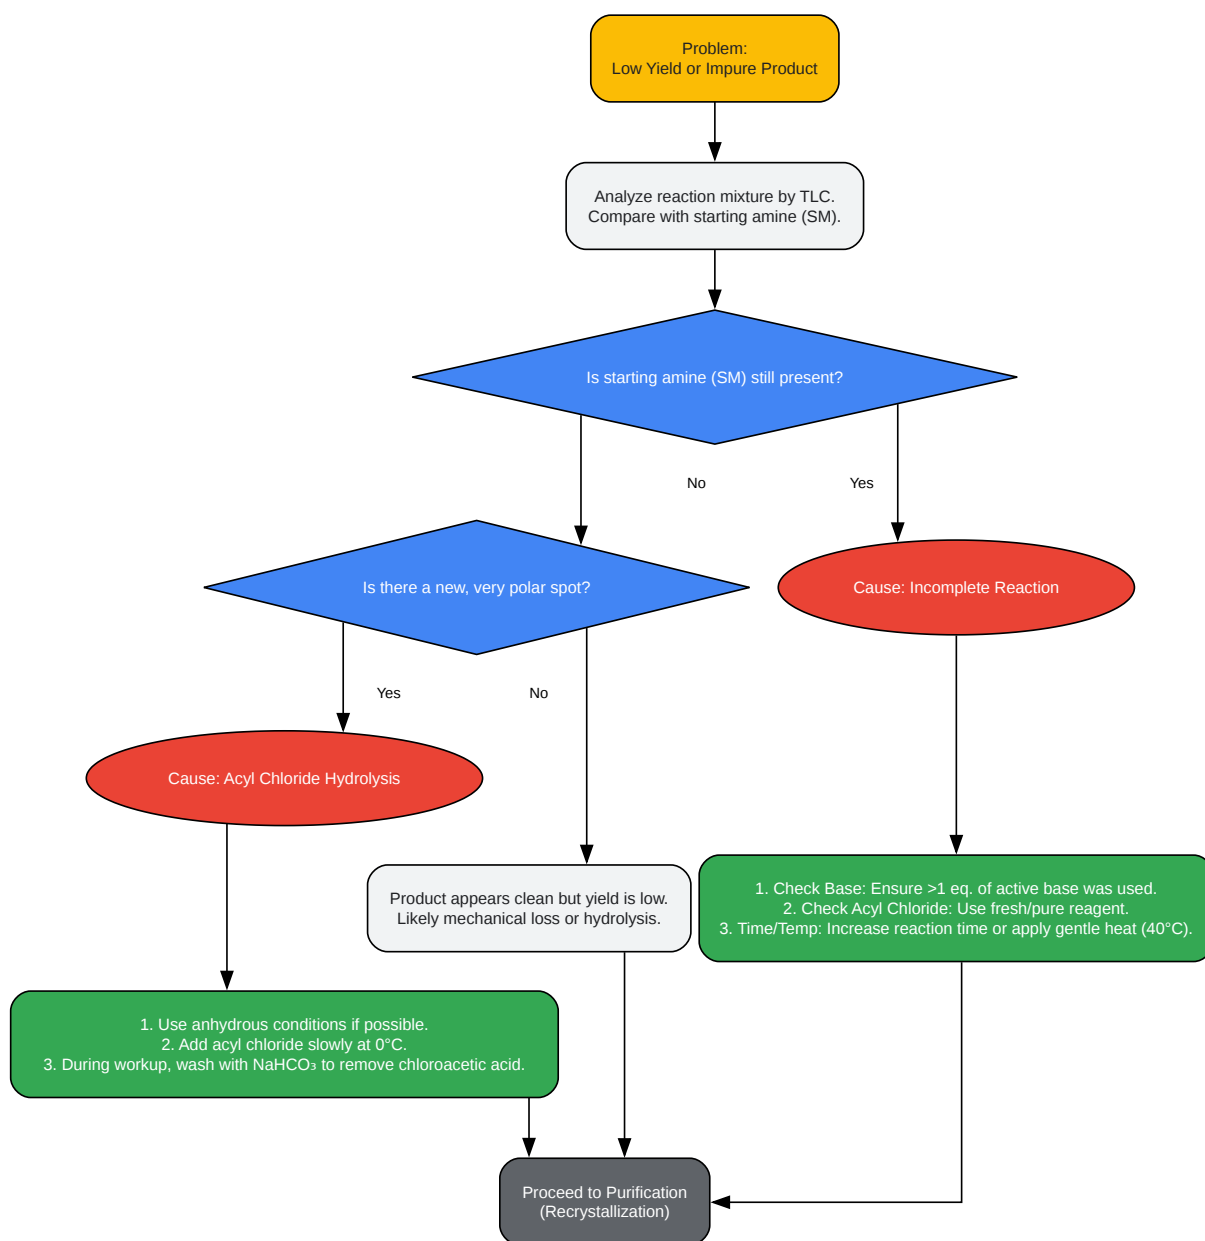 Problem:
Low Yield or Impure Product
Analyze reaction mixture by TLC.
Compare with starting amine (SM).
Is starting amine (SM) still present?
No
Yes
Is there a new, very polar spot?
Cause: Incomplete Reaction
Yes
No
Cause: Acyl Chloride Hydrolysis
Product appears clean but yield is low.
Likely mechanical loss or hydrolysis.
1. Check Base: Ensure >1 eq. of active base was used.
2. Check Acyl Chloride: Use fresh/pure reagent.
3. Time/Temp: Increase reaction time or apply gentle heat (40°C).
1. Use anhydrous conditions if possible.
2. Add acyl chloride slowly at 0°C.
3. During workup, wash with NaHCO₃ to remove chloroacetic acid.
Proceed to Purification
(Recrystallization)